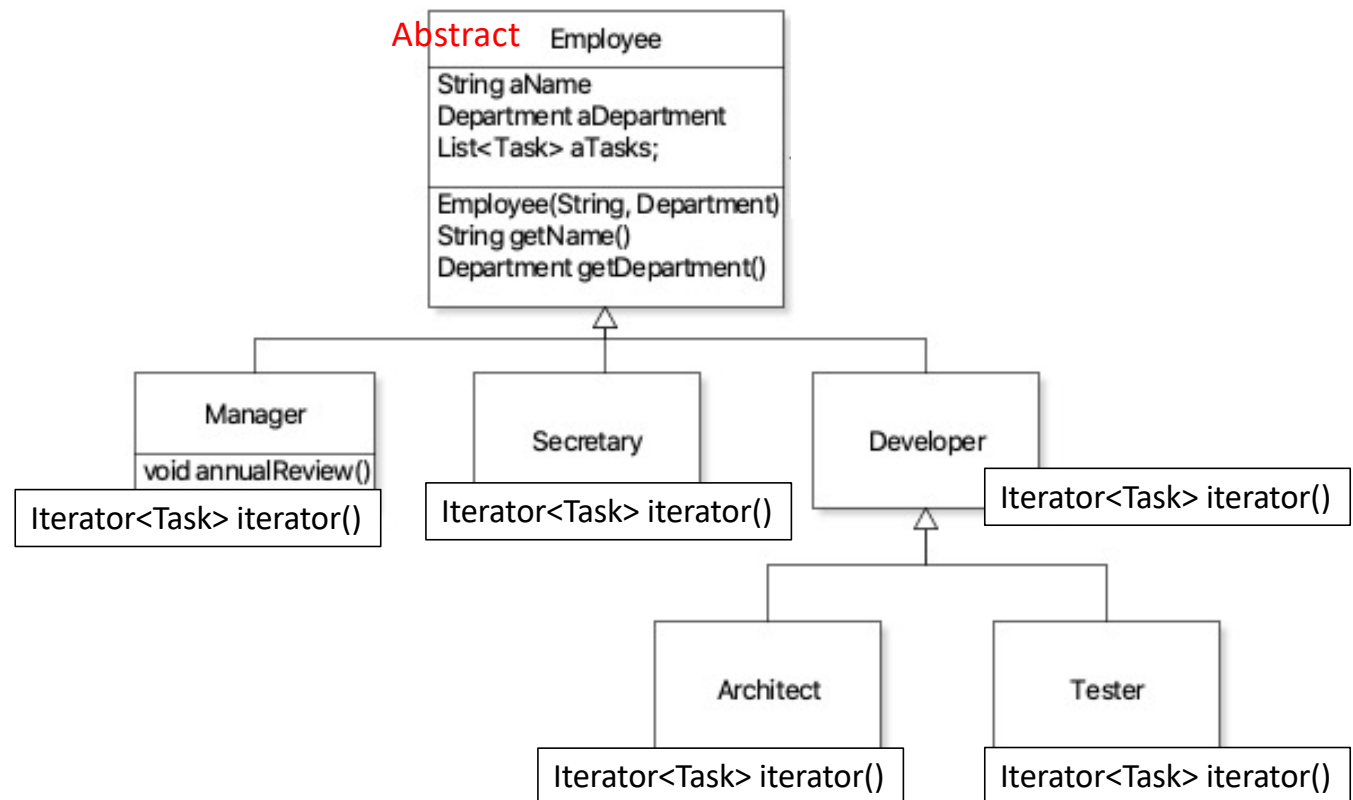 Abstract Employee
String aName
Department aDepartment
List<Task> aTasks;
Employee(String, Department)
String getName()
Department getDepartment()
Manager
void annualReview()
Iterator<Task> iterator()
Secretary
Iterator<Task> iterator()
Developer
Iterator<Task> iterator()
Architect
Iterator<Task> iterator()
Tester
Iterator<Task> iterator()